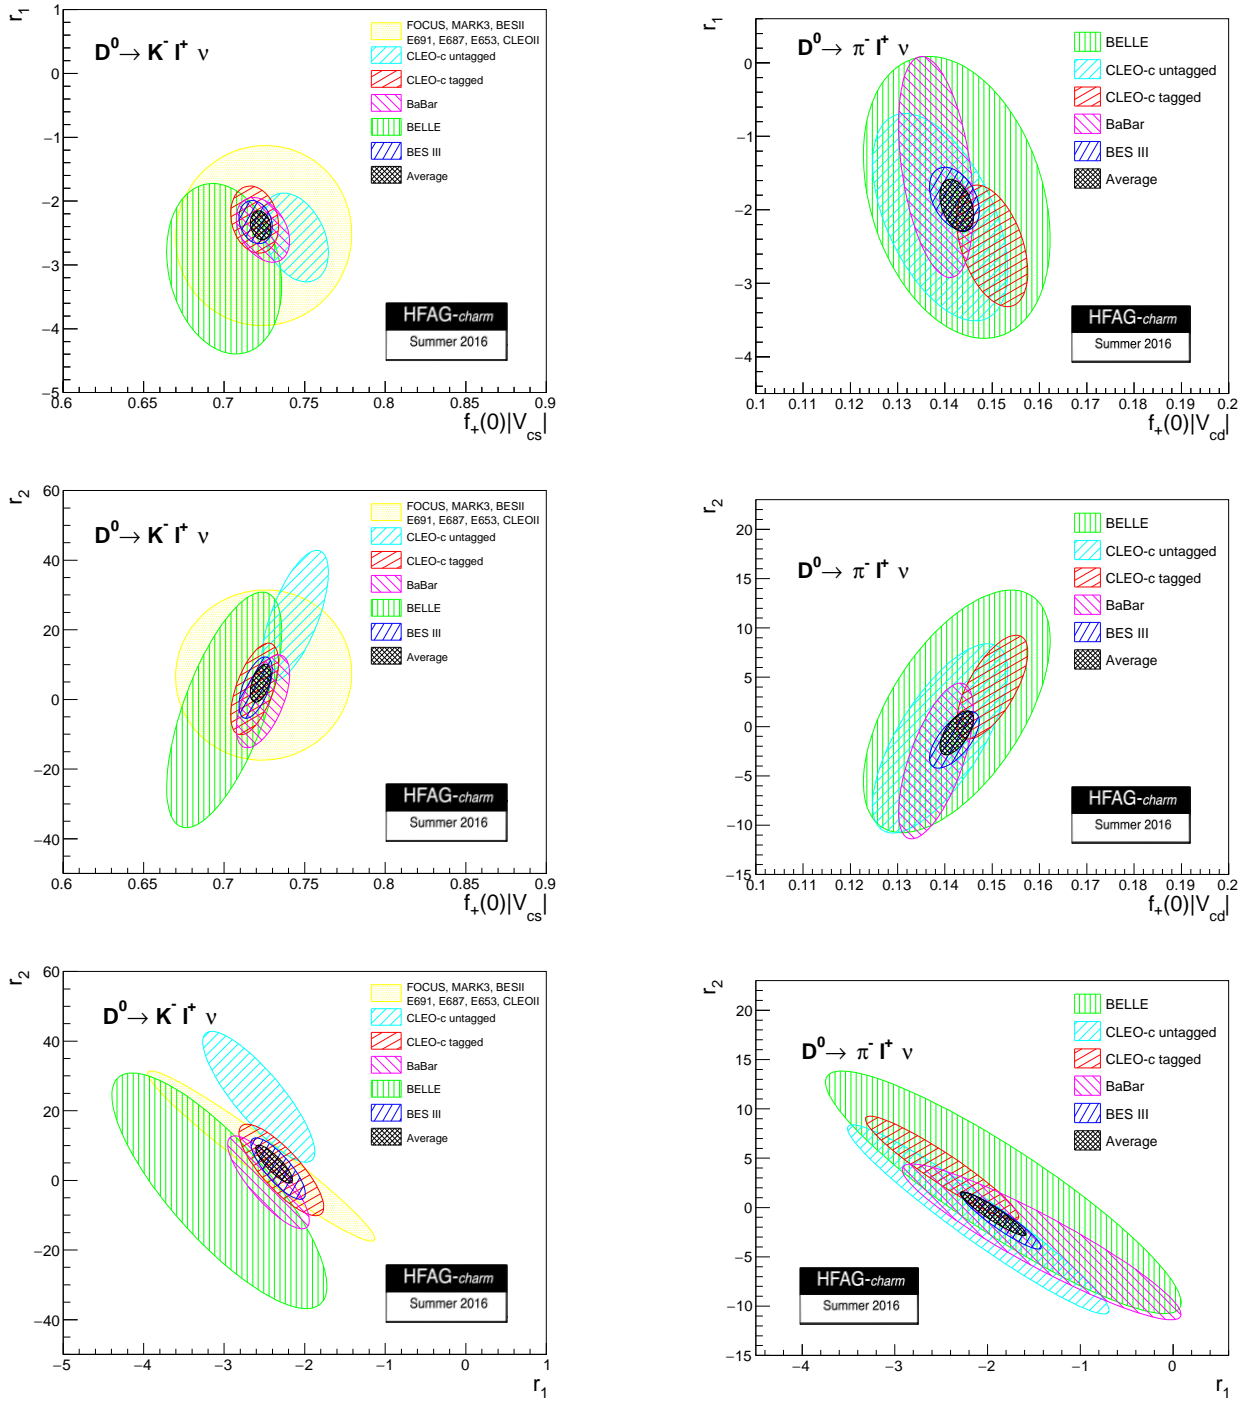 r1
1
0
−1
−2
−3
−4
−5
D0→ K- l+ ν
FOCUS, MARK3, BESII
E691, E687, E653, CLEOII
CLEO-c untagged
CLEO-c tagged
BaBar
BELLE
BES III
Average
HFAG-charm
Summer 2016
0.6 0.65 0.7 0.75 0.8 0.85 0.9
f+(0)|Vcs|
r1
0
−1
−2
−3
−4
D0→ π- l+ ν
BELLE
CLEO-c untagged
CLEO-c tagged
BaBar
BES III
Average
HFAG-charm
Summer 2016
0.1 0.11 0.12 0.13 0.14 0.15 0.16 0.17 0.18 0.19 0.2
f+(0)|Vcd|
r2
60
40
20
0
−20
−40
−60
D0→ K- l+ ν
FOCUS, MARK3, BESII
E691, E687, E653, CLEOII
CLEO-c untagged
CLEO-c tagged
BaBar
BELLE
BES III
Average
HFAG-charm
Summer 2016
0.6 0.65 0.7 0.75 0.8 0.85 0.9
f+(0)|Vcs|
r2
20
15
10
5
0
−5
−10
−15
D0→ π- l+ ν
BELLE
CLEO-c untagged
CLEO-c tagged
BaBar
BES III
Average
HFAG-charm
Summer 2016
0.1 0.11 0.12 0.13 0.14 0.15 0.16 0.17 0.18 0.19 0.2
f+(0)|Vcd|
r2
60
40
20
0
−20
−40
D0→ K- l+ ν
FOCUS, MARK3, BESII
E691, E687, E653, CLEOII
CLEO-c untagged
CLEO-c tagged
BaBar
BELLE
BES III
Average
HFAG-charm
Summer 2016
−5 −4 −3 −2 −1 0 1
r1
r2
20
15
10
5
0
−5
−10
−15
D0→ π- l+ ν
BELLE
CLEO-c untagged
CLEO-c tagged
BaBar
BES III
Average
HFAG-charm
Summer 2016
−4 −3 −2 −1 0
r1